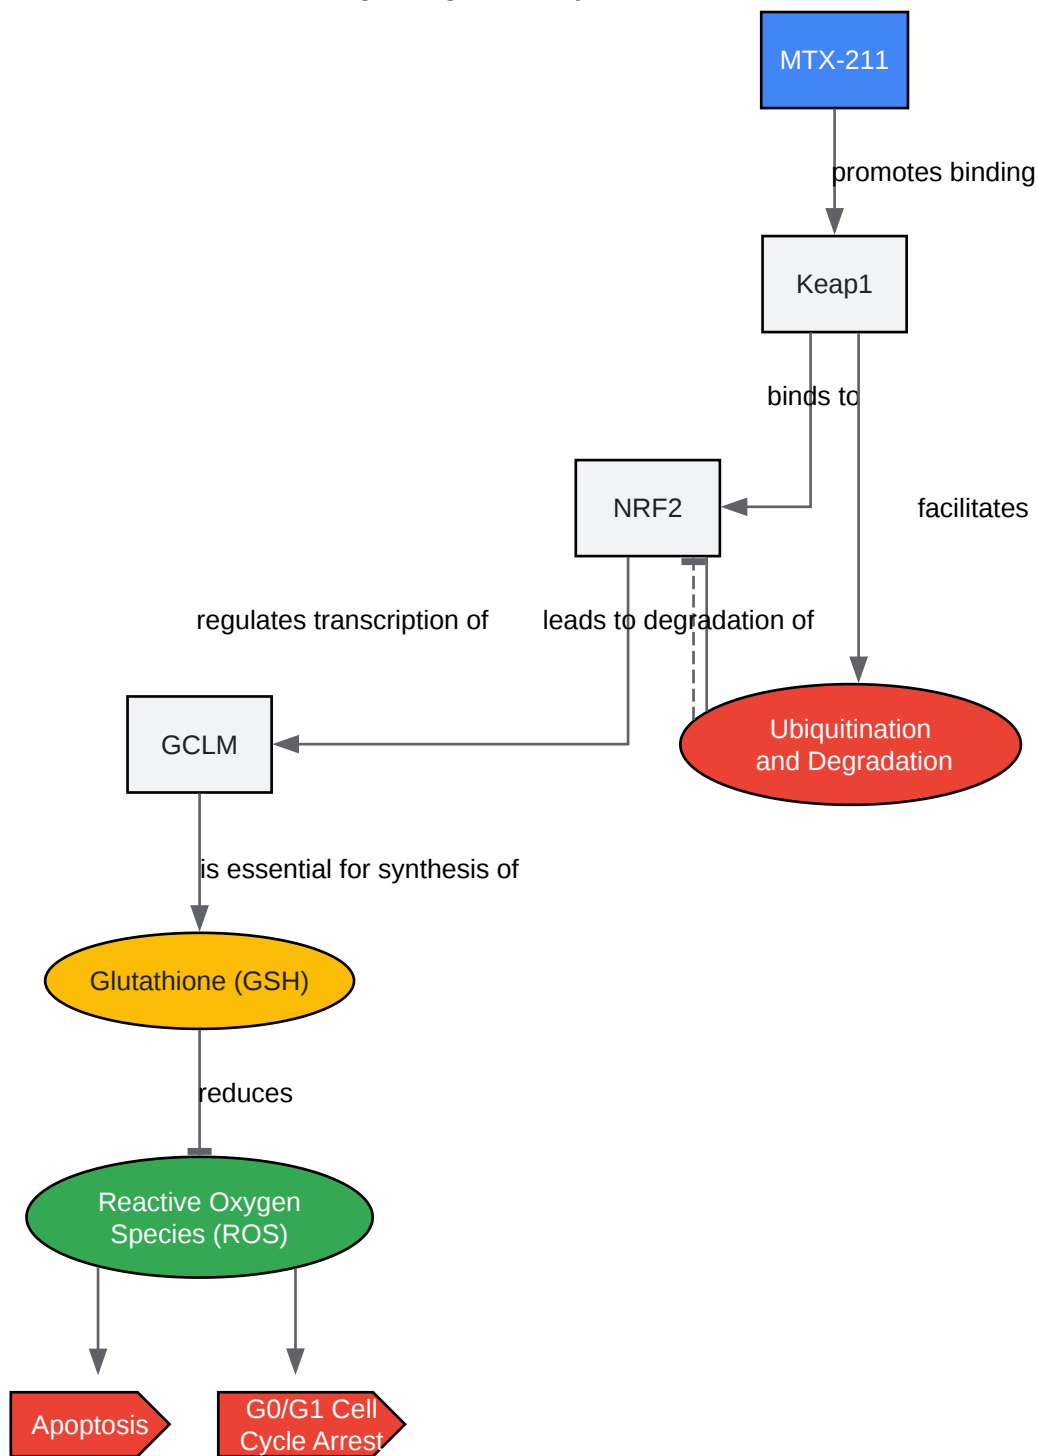 MTX-211
promotes binding
Keap1
binds to
NRF2
facilitates
regulates transcription of
leads to degradation of
GCLM
Ubiquitination
and Degradation
is essential for synthesis of
Glutathione (GSH)
reduces
Reactive Oxygen
Species (ROS)
Apoptosis
G0/G1 Cell
Cycle Arrest